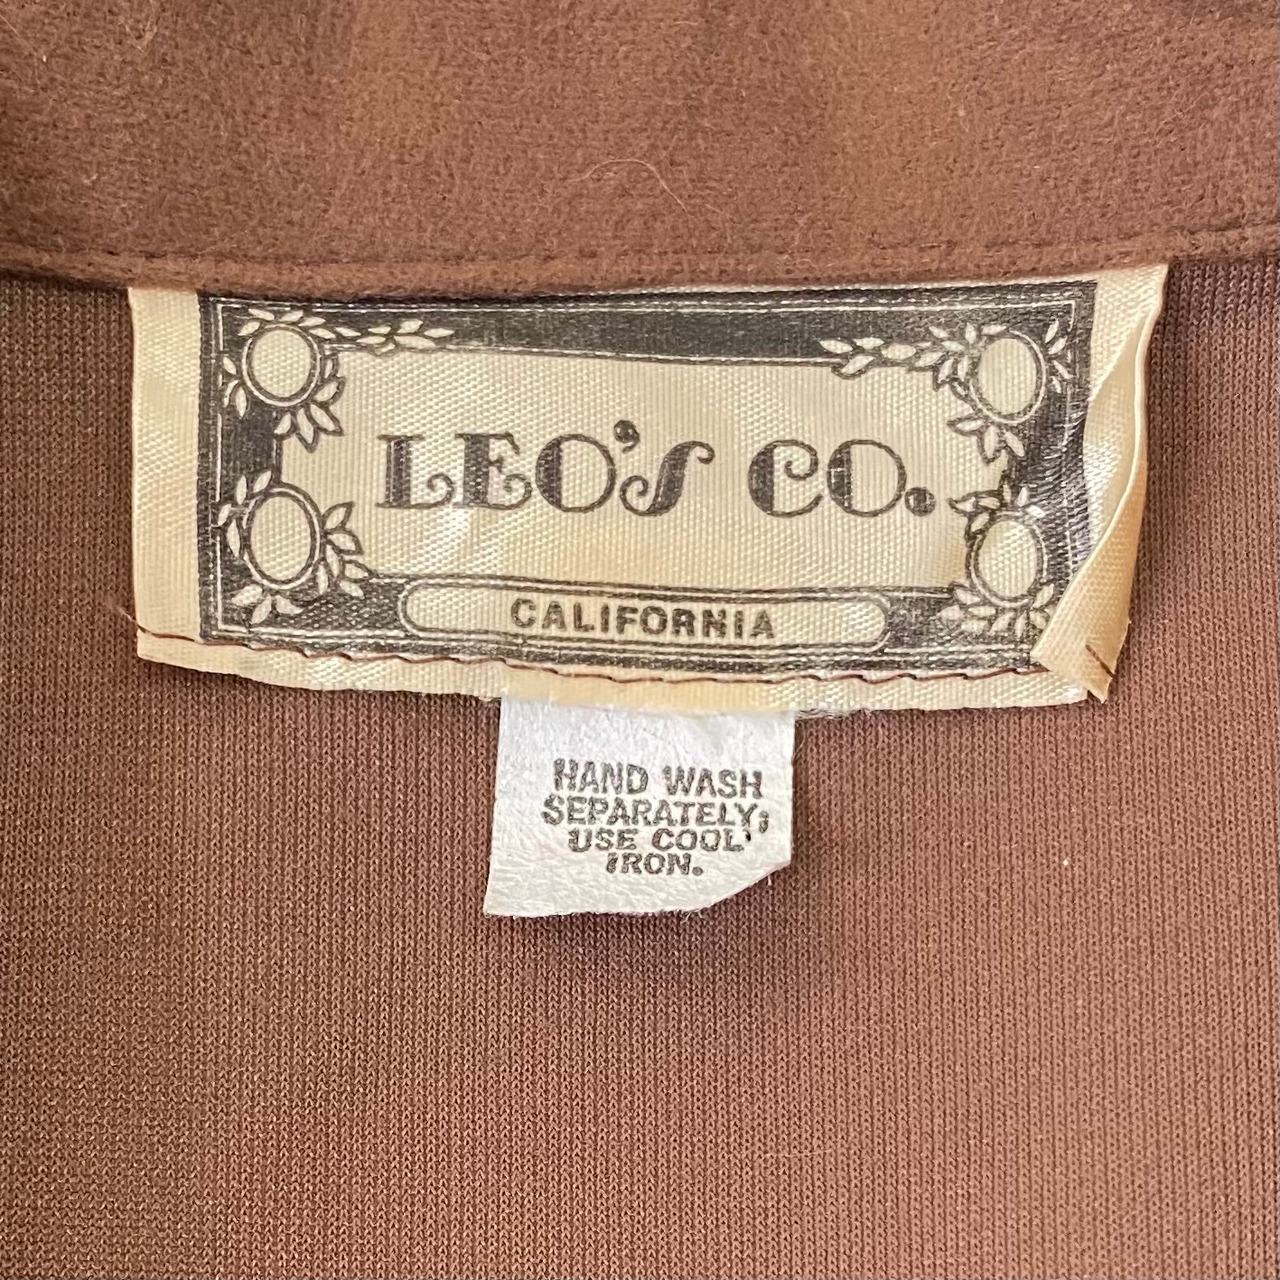 LEO'S CO.
CALIFORNIA
HAND WASH
SEPARATELY;
USE COOL
IRON.